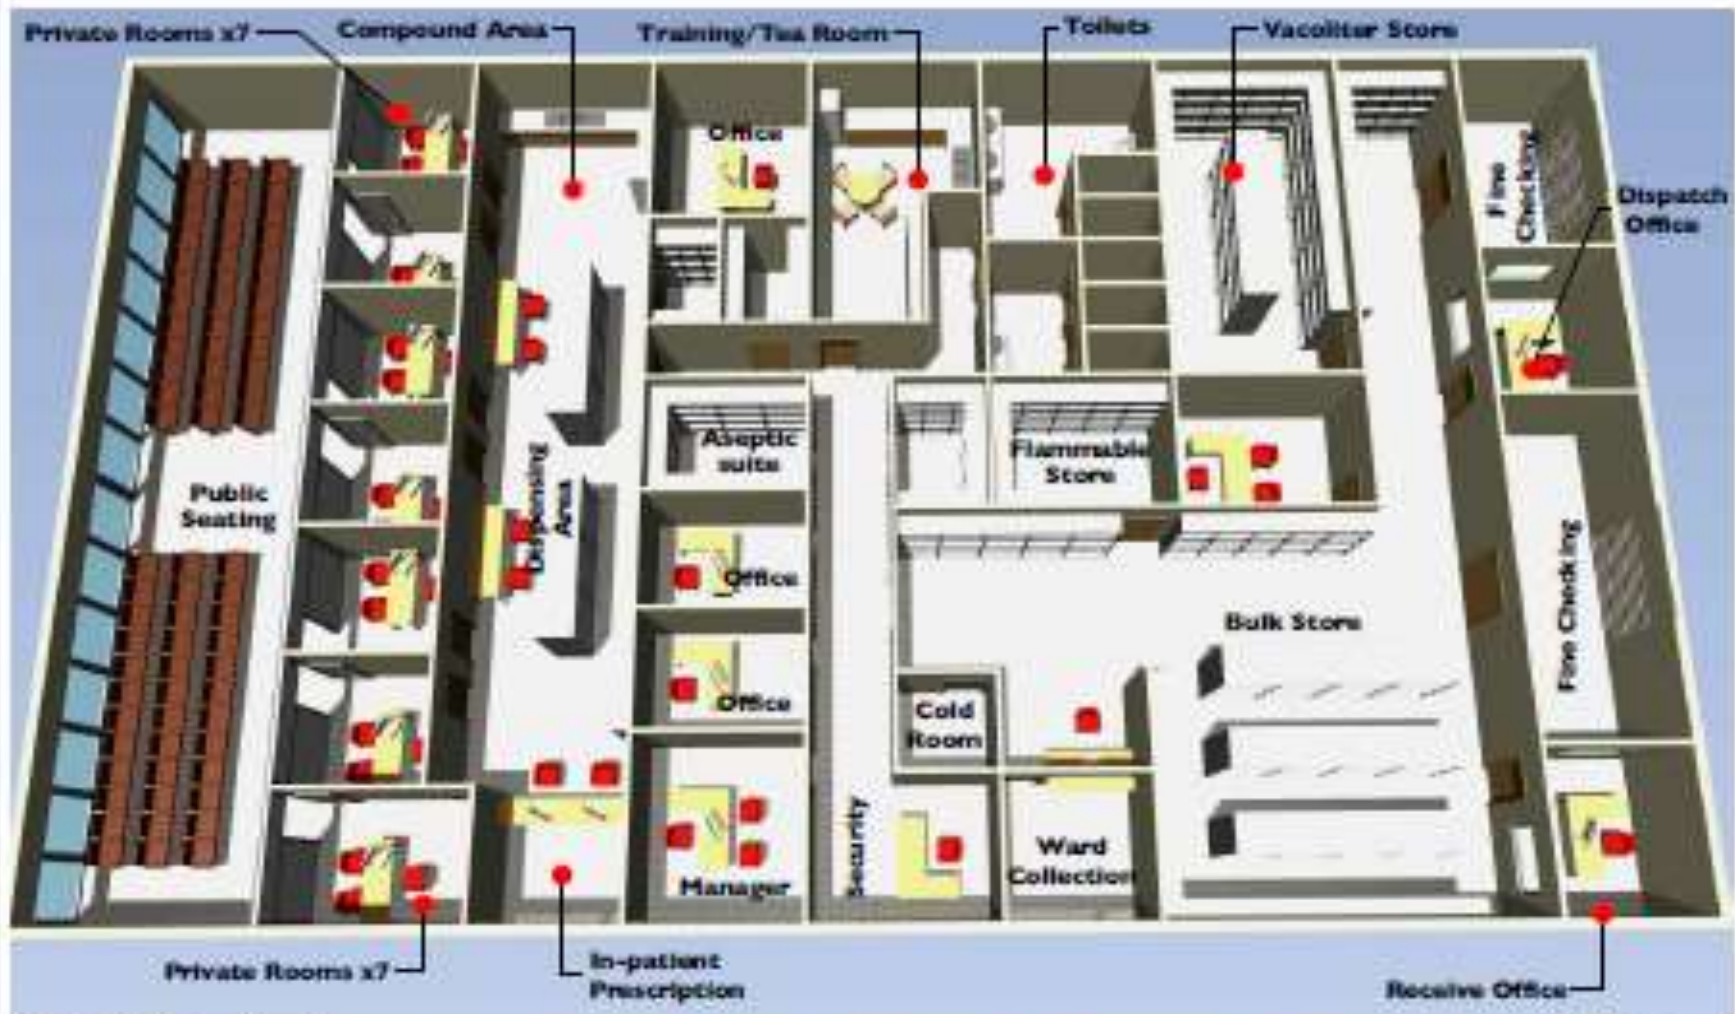 Private Rooms x7
Compound Area
Training/Tea Room
Toilets
Vacoliter Store
Office
Fine
Checking
Dispatch
Office
Aseptic
suite
Flammable
Store
Public
Seating
Dispensing
Area
Office
Office
Bulk Store
Fine Checking
Cold
Room
Security
Ward
Collection
Manager
Private Rooms x7
In-patient
Prescription
Receive Office